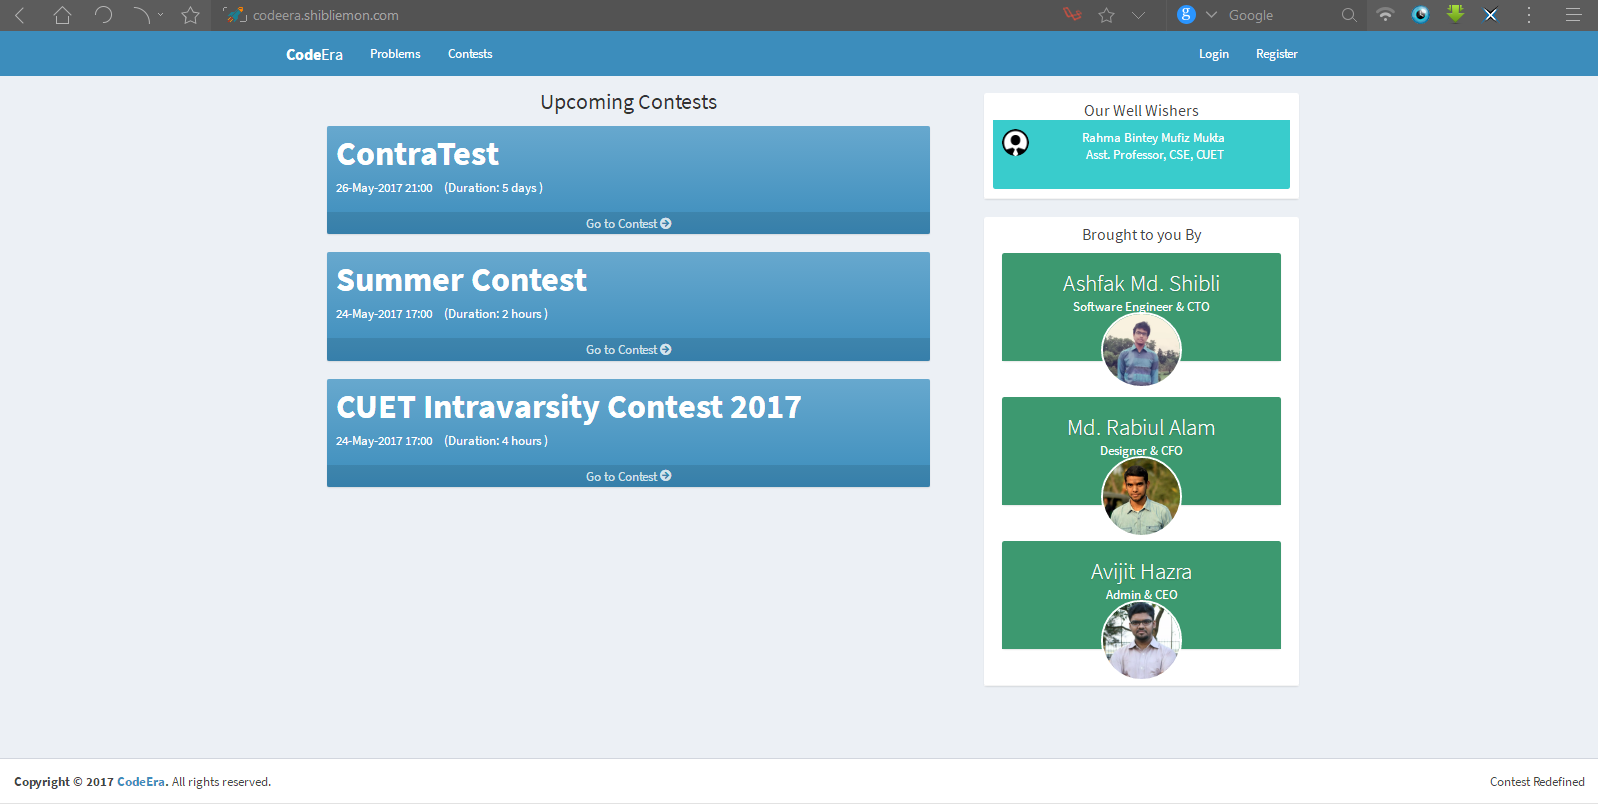 codeera.shibliemon.com
g
Google
CodeEra
Problems
Contests
Login
Register
Upcoming Contests
ContraTest
26-May-2017 21:00 (Duration: 5 days )
Go to Contest
Summer Contest
24-May-2017 17:00 (Duration: 2 hours )
Go to Contest
CUET Intravarsity Contest 2017
24-May-2017 17:00 (Duration: 4 hours )
Go to Contest
Our Well Wishers
Rahma Bintey Mufiz Mukta
Asst. Professor, CSE, CUET
Brought to you By
Ashfak Md. Shibli
Software Engineer & CTO
Md. Rabiul Alam
Designer & CFO
Avijit Hazra
Admin & CEO
Copyright © 2017 CodeEra. All rights reserved.
Contest Redefined